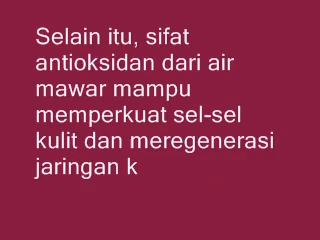 Selain itu, sifat
antioksidan dari air
mawar mampu
memperkuat sel-sel
kulit dan meregenerasi
jaringan k